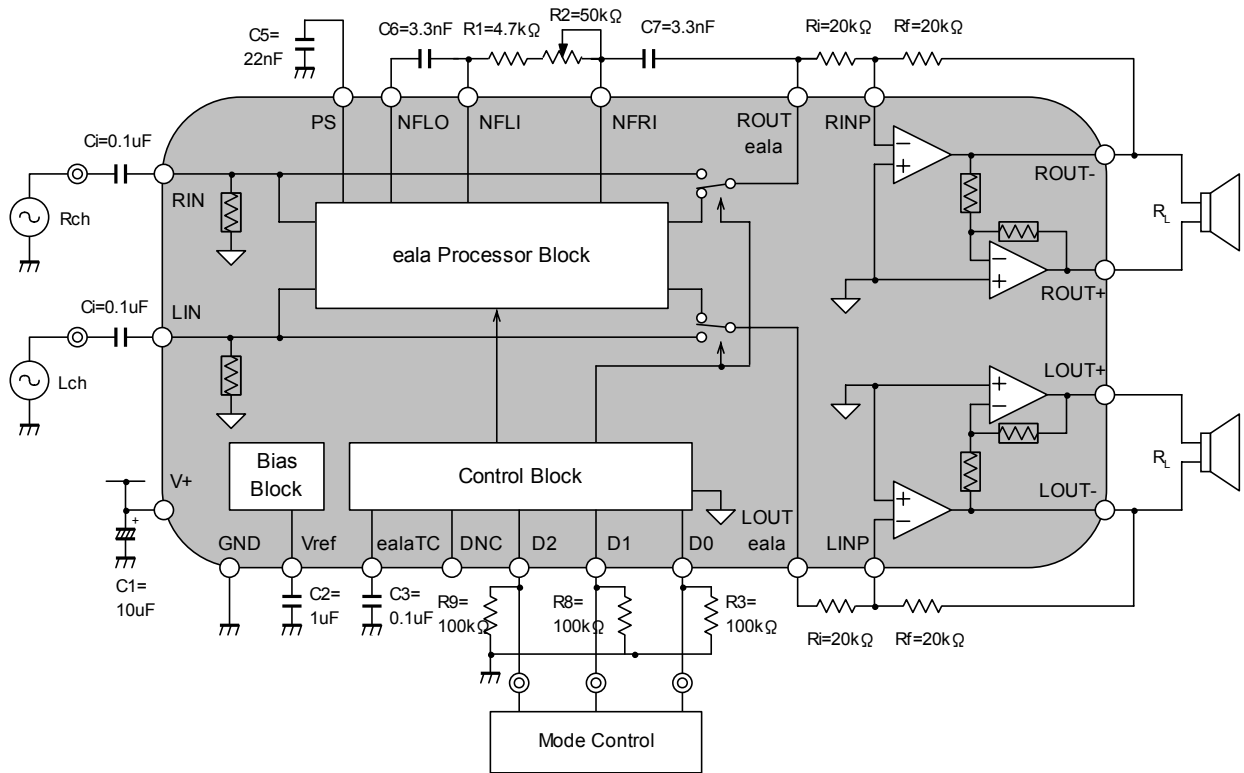 C5=
22nF
C6=3.3nF
R1=4.7kΩ
R2=50kΩ
C7=3.3nF
Ri=20kΩ
Rf=20kΩ
PS
NFLO
NFLI
NFRI
ROUT
eala
RINP
Ci=0.1uF
RIN
Rch
ROUT-
RL
eala Processor Block
ROUT+
Ci=0.1uF
LIN
Lch
LOUT+
RL
Bias
Block
Control Block
V+
LOUT-
GND
Vref
ealaTC
DNC
D2
D1
D0
LOUT
eala
LINP
+
C1=
10uF
C2=
1uF
C3=
0.1uF
R9=
100kΩ
R8=
100kΩ
R3=
100kΩ
Ri=20kΩ
Rf=20kΩ
Mode Control